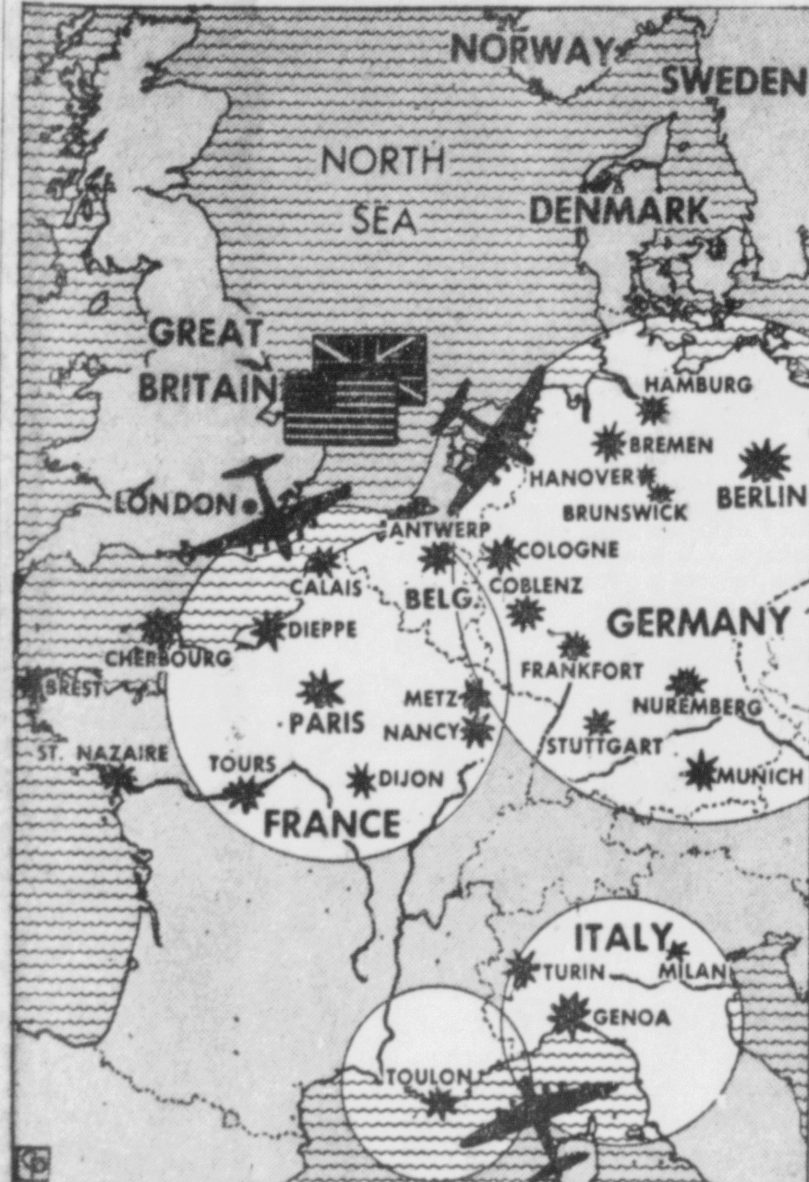 NORWAY
SWEDEN
NORTH
SEA
DENMARK
GREAT
BRITAIN
HAMBURG
BREMEN
HANOVER
BERLIN
BRUNSWICK
LONDON
ANTWERP
COLOGNE
CALAIS
COBLENZ
BELG.
DIEPPE
GERMANY
CHERBOURG
FRANKFORT
BREST
METZ
NUREMBERG
PARIS
NANCY
STUTTGART
ST. NAZAIRE
TOURS
DIJON
MUNICH
FRANCE
ITALY
TURIN
MILAN
GENOA
TOULON